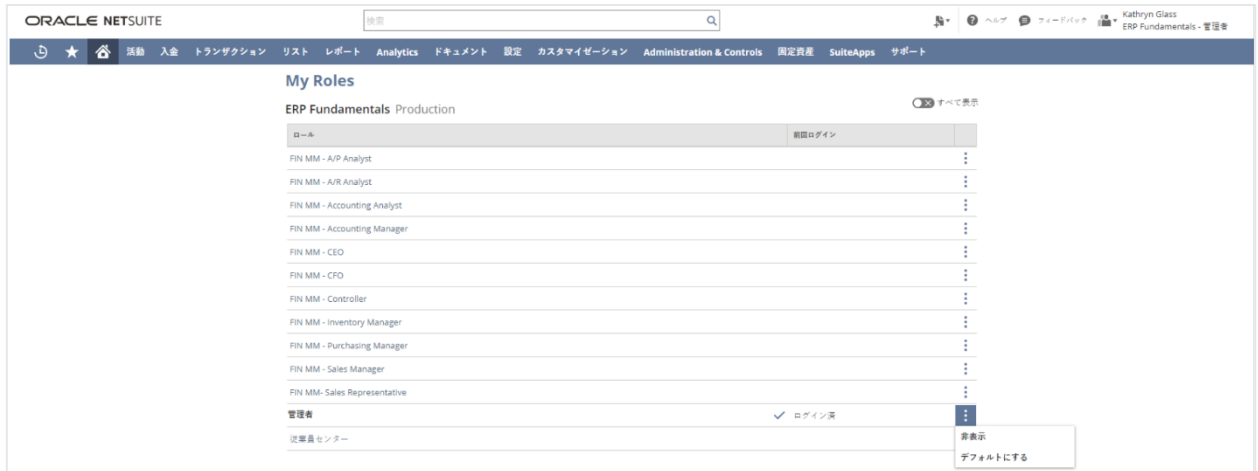 ORACLE NETSUITE
検索
ヘルプ
フィードバック
Kathryn Glass
ERP Fundamentals - 管理者
活動 入金 トランザクション リスト レポート Analytics ドキュメント 設定 カスタマイゼーション Administration & Controls 固定資産 SuiteApps サポート
My Roles
ERP Fundamentals Production
すべて表示
ロール 前回ログイン
FIN MM - A/P Analyst
FIN MM - A/R Analyst
FIN MM - Accounting Analyst
FIN MM - Accounting Manager
FIN MM - CEO
FIN MM - CFO
FIN MM - Controller
FIN MM - Inventory Manager
FIN MM - Purchasing Manager
FIN MM - Sales Manager
FIN MM- Sales Representative
管理者 ログイン済
従業員センター
非表示
デフォルトにする